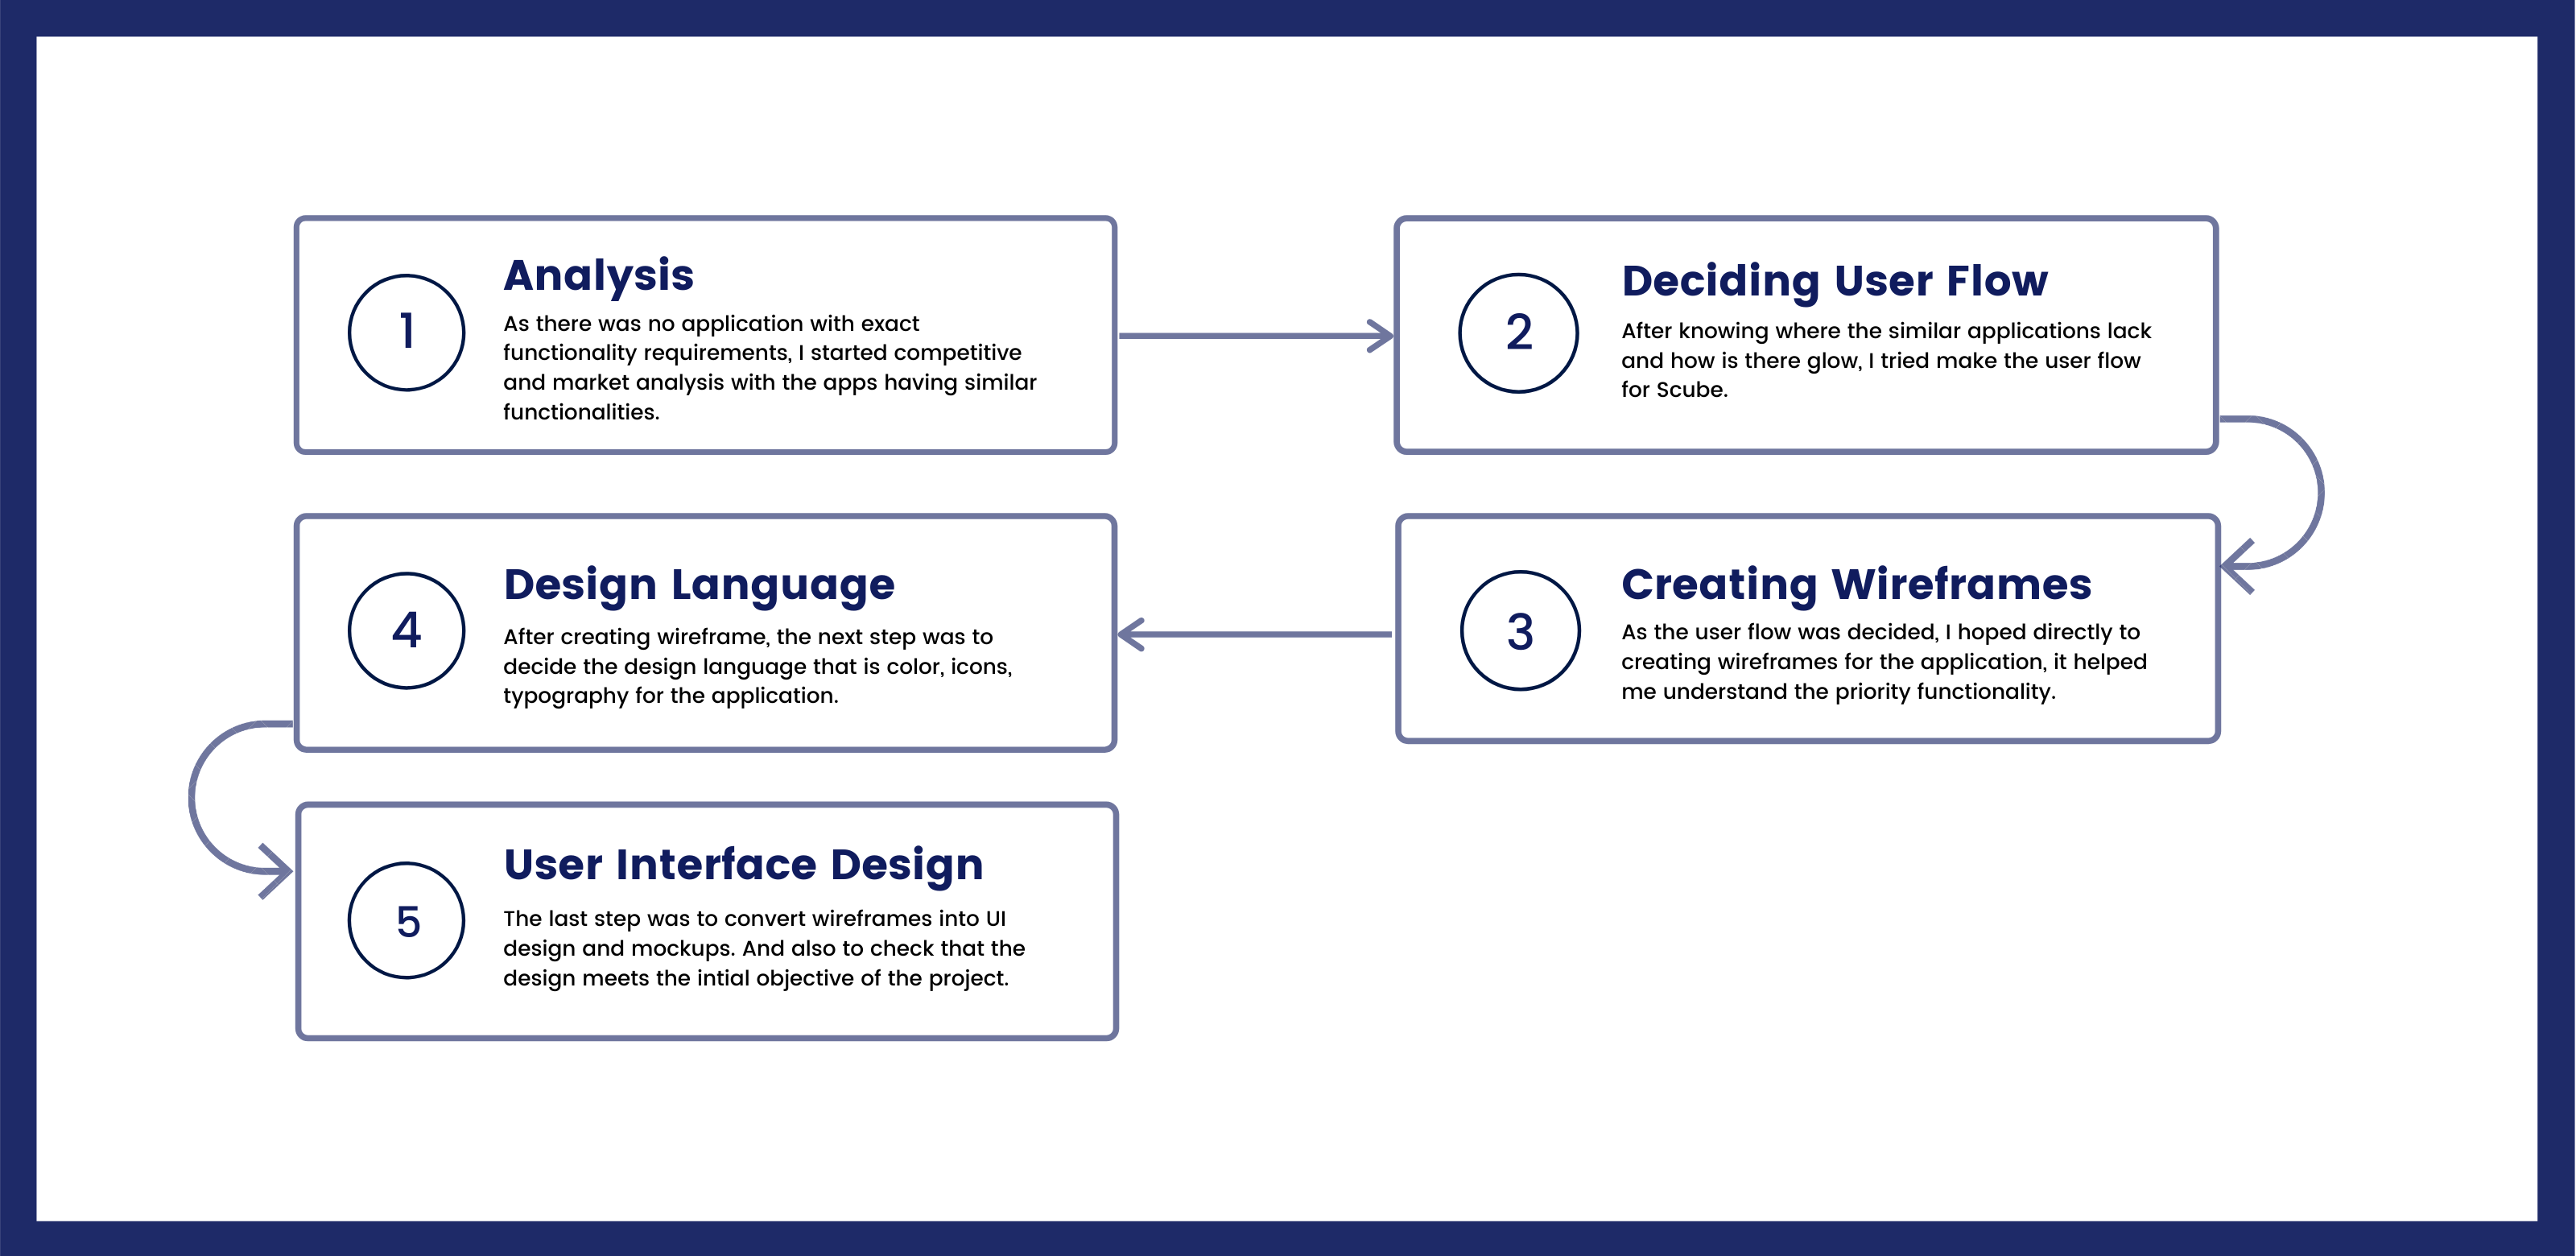 1
Analysis
As there was no application with exact
functionality requirements, I started competitive
and market analysis with the apps having similar
functionalities.
2
Deciding User Flow
After knowing where the similar applications lack
and how is there glow, I tried make the user flow
for Scube.
3
Creating Wireframes
As the user flow was decided, I hoped directly to
creating wireframes for the application, it helped
me understand the priority functionality.
4
Design Language
After creating wireframe, the next step was to
decide the design language that is color, icons,
typography for the application.
5
User Interface Design
The last step was to convert wireframes into UI
design and mockups. And also to check that the
design meets the intial objective of the project.